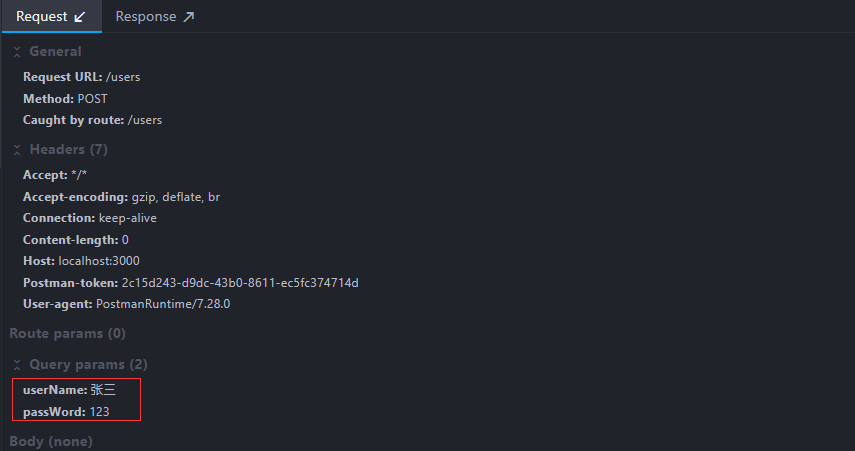 Request Response
General
Request URL: /users
Method: POST
Caught by route: /users
Headers (7)
Accept: */*
Accept-encoding: gzip, deflate, br
Connection: keep-alive
Content-length: 0
Host: localhost:3000
Postman-token: 2c15d243-d9dc-43b0-8611-ec5fc374714d
User-agent: PostmanRuntime/7.28.0
Route params (0)
Query params (2)
userName: 张三
passWord: 123
Body (none)